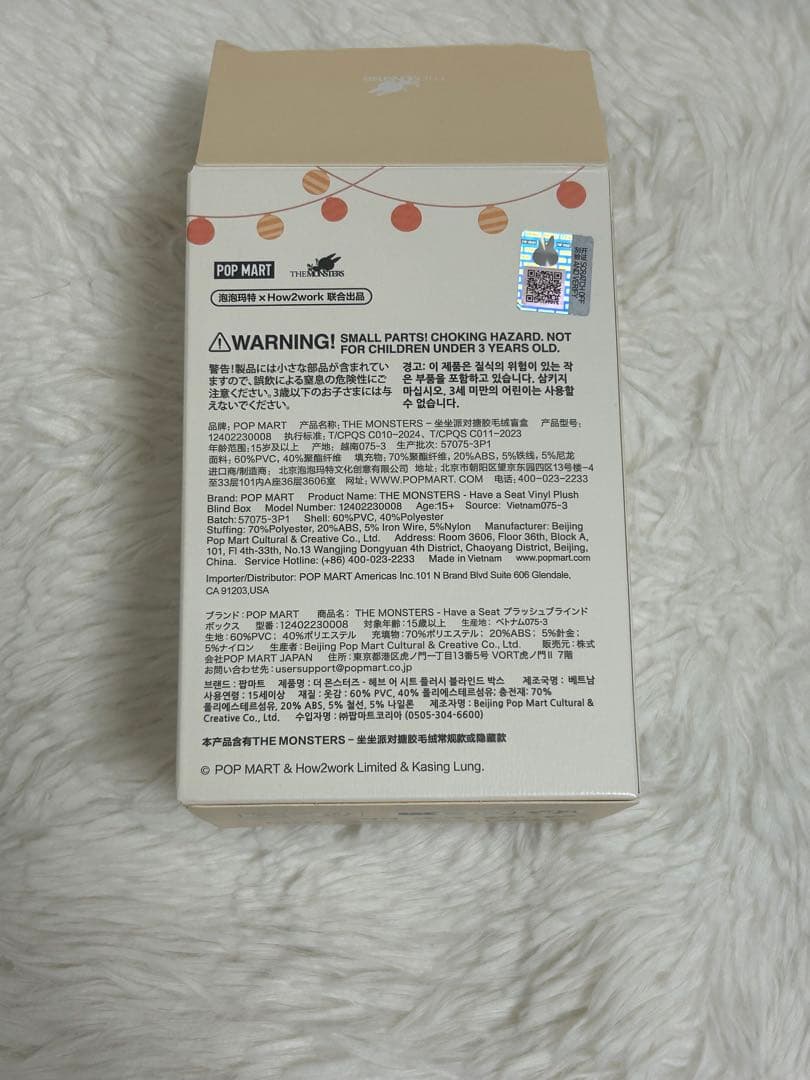 THEMONSTERS
POP MART
THEMONSTERS
泡泡玛特 × How2work 联合出品
SCRATCH OFF
AND VERIFY
⚠WARNING! SMALL PARTS! CHOKING HAZARD. NOT
FOR CHILDREN UNDER 3 YEARS OLD.
警告！製品には小さな部品が含まれてい
ますので、誤飲による窒息の危険性にご
注意ください。3歳以下のお子さまには与
えないでください。
경고: 이 제품은 질식의 위험이 있는 작
은 부품을 포함하고 있습니다. 삼키지
마십시오, 3세 미만의 어린이는 사용할
수 없습니다.
品牌: POP MART 产品名称: THE MONSTERS – 坐坐派对搪胶毛绒盲盒 产品型号:
12402230008 执行标准: T/CPQS C010-2024、T/CPQS C011-2023
年龄范围: 15岁及以上 产地: 越南075-3 生产批次: 57075-3P1
面料: 60%PVC, 40%聚酯纤维 填充物: 70%聚酯纤维, 20%ABS, 5%铁线, 5%尼龙
进口商/制造商: 北京泡泡玛特文化创意有限公司 地址: 北京市朝阳区望京东园四区13号楼-4
至33层101内A座36层3606室 网址: WWW.POPMART.COM 电话: 400-023-2233
Brand: POP MART Product Name: THE MONSTERS - Have a Seat Vinyl Plush
Blind Box Model Number: 12402230008 Age:15+ Source: Vietnam075-3
Batch: 57075-3P1 Shell: 60%PVC, 40%Polyester
Stuffing: 70%Polyester, 20%ABS, 5% Iron Wire, 5%Nylon Manufacturer: Beijing
Pop Mart Cultural & Creative Co., Ltd. Address: Room 3606, Floor 36th, Block A,
101, Fl 4th-33th, No.13 Wangjing Dongyuan 4th District, Chaoyang District, Beijing,
China. Service Hotline: (+86) 400-023-2233 Made in Vietnam www.popmart.com
Importer/Distributor: POP MART Americas Inc.101 N Brand Blvd Suite 606 Glendale,
CA 91203,USA
ブランド: POP MART 商品名: THE MONSTERS - Have a Seat プラッシュブラインド
ボックス 型番: 12402230008 対象年齢: 15歳以上 生産地: ベトナム075-3
生地: 60%PVC; 40%ポリエステル 充填物: 70%ポリエステル; 20%ABS; 5%針金;
5%ナイロン 生産者: Beijing Pop Mart Cultural & Creative Co., Ltd. 販売元: 株式
会社POP MART JAPAN 住所: 東京都港区虎ノ門一丁目13番5号 VORT虎ノ門II 7階
お問い合わせ先: usersupport@popmart.co.jp
브랜드 : 팝마트 제품명 : 더 몬스터즈 - 헤브 어 시트 플러시 블라인드 박스 제조국명 : 베트남
사용연령 : 15세이상 재질 : 겉감 : 60% PVC, 40% 폴리에스테르섬유; 충전재: 70%
폴리에스테르섬유, 20% ABS, 5% 철선, 5% 나일론 제조자명 : Beijing Pop Mart Cultural &
Creative Co., Ltd. 수입자명 : ㈜팝마트코리아 (0505-304-6600)
本产品含有THE MONSTERS – 坐坐派对搪胶毛绒常规款或隐藏款
© POP MART & How2work Limited & Kasing Lung.